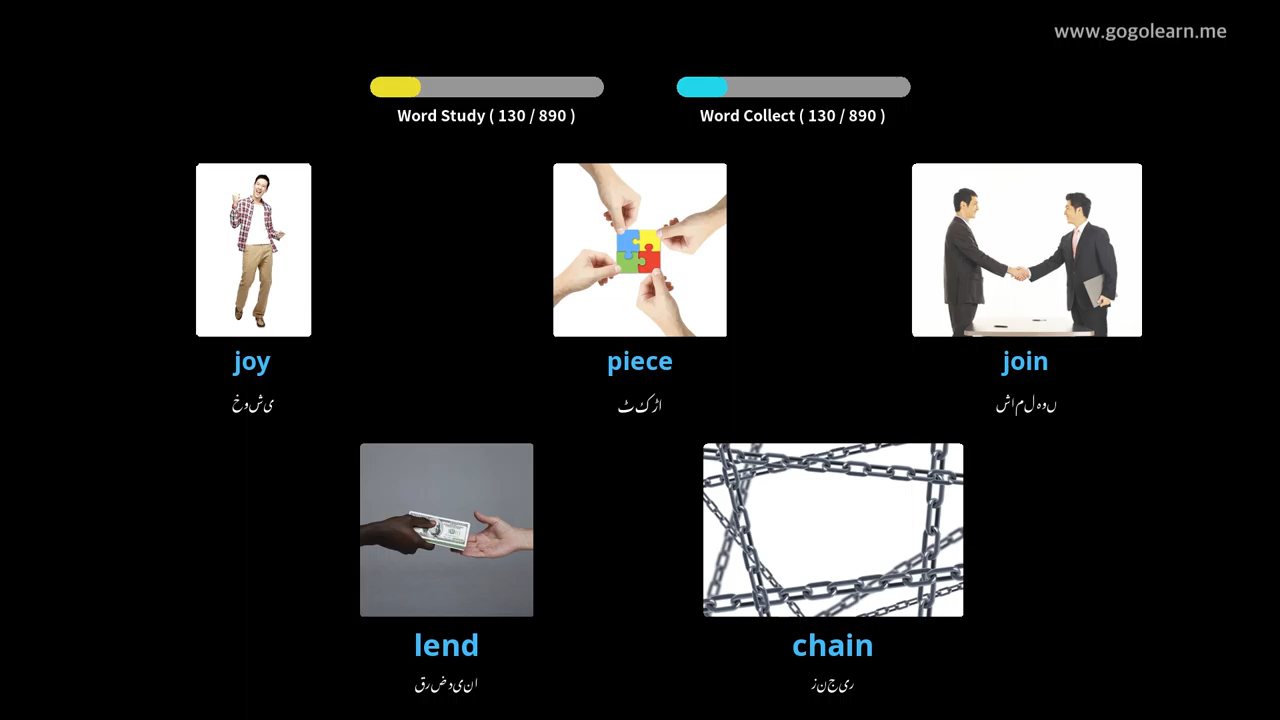 www.gogolearn.me
Word Study ( 130 / 890 )
Word Collect ( 130 / 890 )
joy
خوشی
piece
ٹکڑا
join
شامل ہوں
lend
قرض دینا
chain
زنجیر